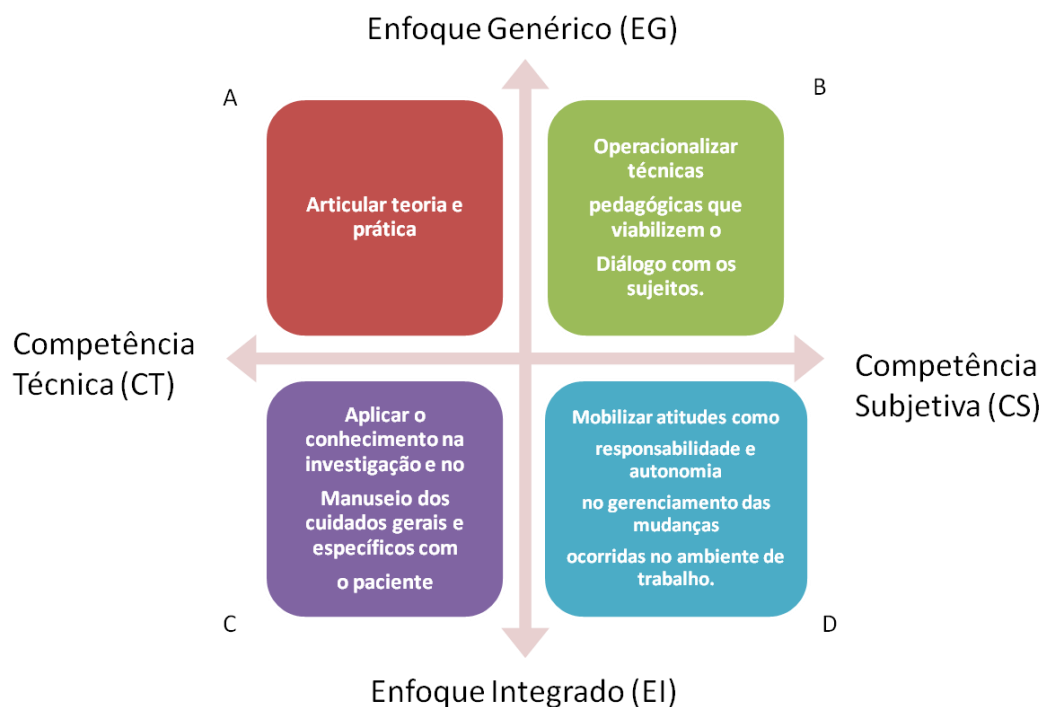 Enfoque Genérico (EG)
A
B
Articular teoria e
prática
Operacionalizar
técnicas
pedagógicas que
viabilizem o
Diálogo com os
sujeitos.
Competência
Técnica (CT)
Competência
Subjetiva (CS)
Aplicar o
conhecimento na
investigação e no
Manuseio dos
cuidados gerais e
específicos com
o paciente
Mobilizar atitudes como
responsabilidade e
autonomia
no gerenciamento das
mudanças
ocorridas no ambiente de
trabalho.
C
D
Enfoque Integrado (EI)